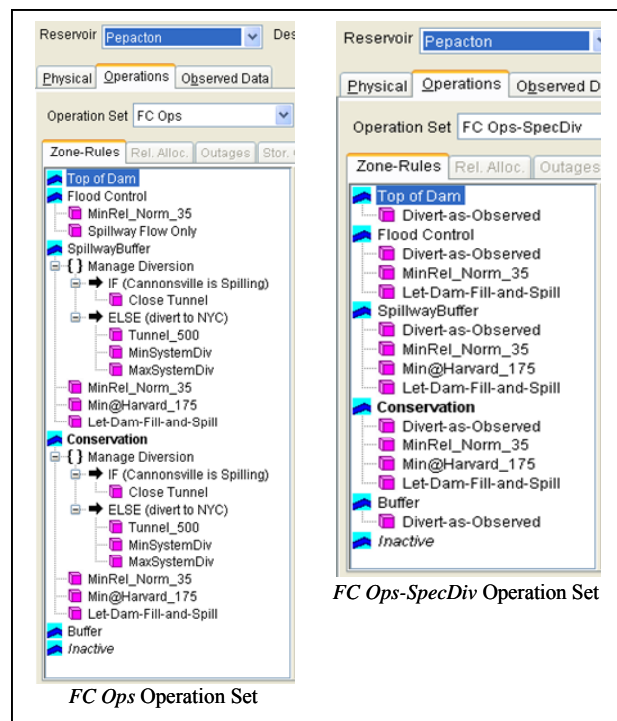 Reservoir Pepacton Des
Physical Operations Observed Data
Operation Set FC Ops
Zone-Rules Rel. Alloc. Outages Stor.
Top of Dam
Flood Control
MinRel_Norm_35
Spillway Flow Only
SpillwayBuffer
{ } Manage Diversion
IF (Cannonsville is Spilling)
Close Tunnel
ELSE (divert to NYC)
Tunnel_500
MinSystemDiv
MaxSystemDiv
MinRel_Norm_35
Min@Harvard_175
Let-Dam-Fill-and-Spill
Conservation
{ } Manage Diversion
IF (Cannonsville is Spilling)
Close Tunnel
ELSE (divert to NYC)
Tunnel_500
MinSystemDiv
MaxSystemDiv
MinRel_Norm_35
Min@Harvard_175
Let-Dam-Fill-and-Spill
Buffer
Inactive
FC Ops Operation Set
Reservoir Pepacton
Physical Operations Observed D
Operation Set FC Ops-SpecDiv
Zone-Rules Rel. Alloc. Outages
Top of Dam
Divert-as-Observed
Flood Control
Divert-as-Observed
MinRel_Norm_35
Let-Dam-Fill-and-Spill
SpillwayBuffer
Divert-as-Observed
MinRel_Norm_35
Min@Harvard_175
Let-Dam-Fill-and-Spill
Conservation
Divert-as-Observed
MinRel_Norm_35
Min@Harvard_175
Let-Dam-Fill-and-Spill
Buffer
Divert-as-Observed
Inactive
FC Ops-SpecDiv Operation Set